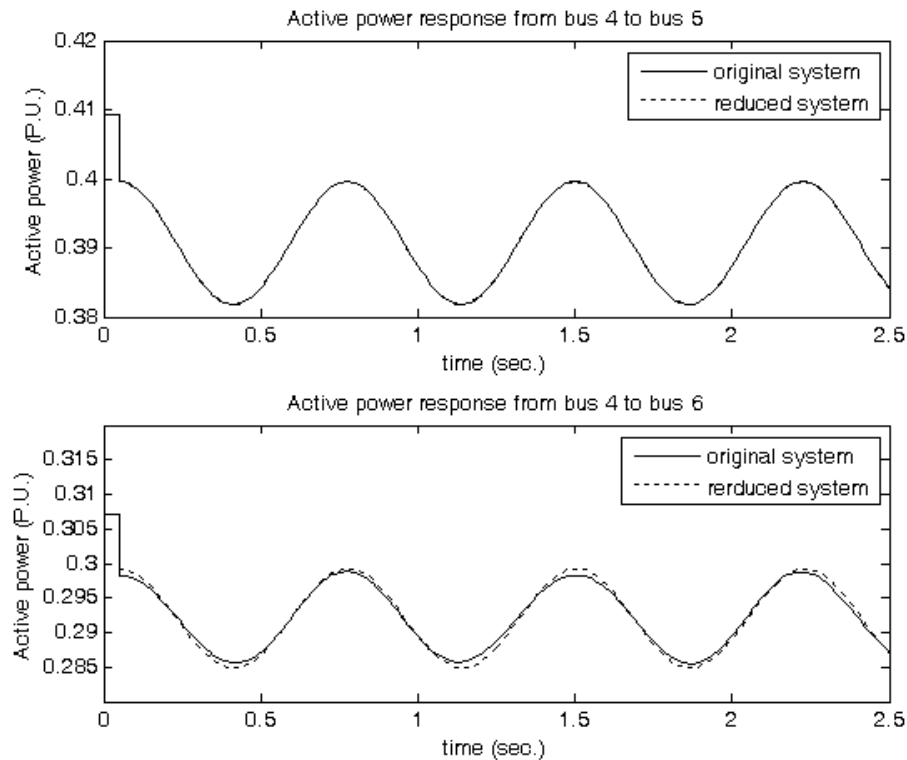 Active power response from bus 4 to bus 5
Active power (P.U.)
0.42
0.41
0.4
0.39
0.38
original system
reduced system
0 0.5 1 1.5 2 2.5
time (sec.)
Active power response from bus 4 to bus 6
Active power (P.U.)
0.315
0.31
0.305
0.3
0.295
0.29
0.285
original system
rerduced system
0 0.5 1 1.5 2 2.5
time (sec.)